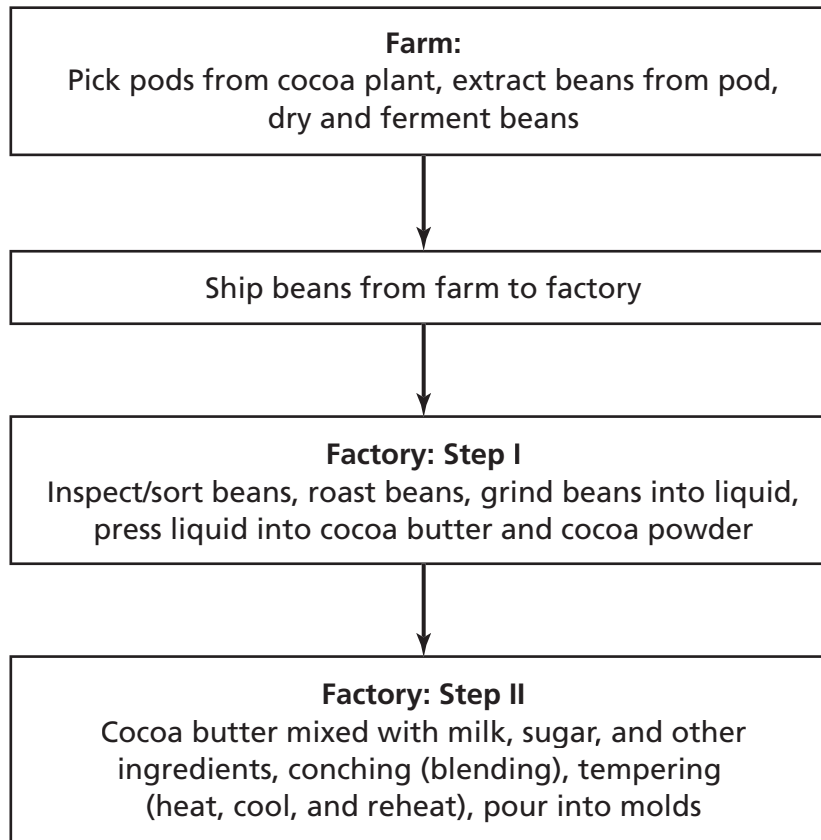 Farm:
Pick pods from cocoa plant, extract beans from pod,
dry and ferment beans
Ship beans from farm to factory
Factory: Step I
Inspect/sort beans, roast beans, grind beans into liquid,
press liquid into cocoa butter and cocoa powder
Factory: Step II
Cocoa butter mixed with milk, sugar, and other
ingredients, conching (blending), tempering
(heat, cool, and reheat), pour into molds